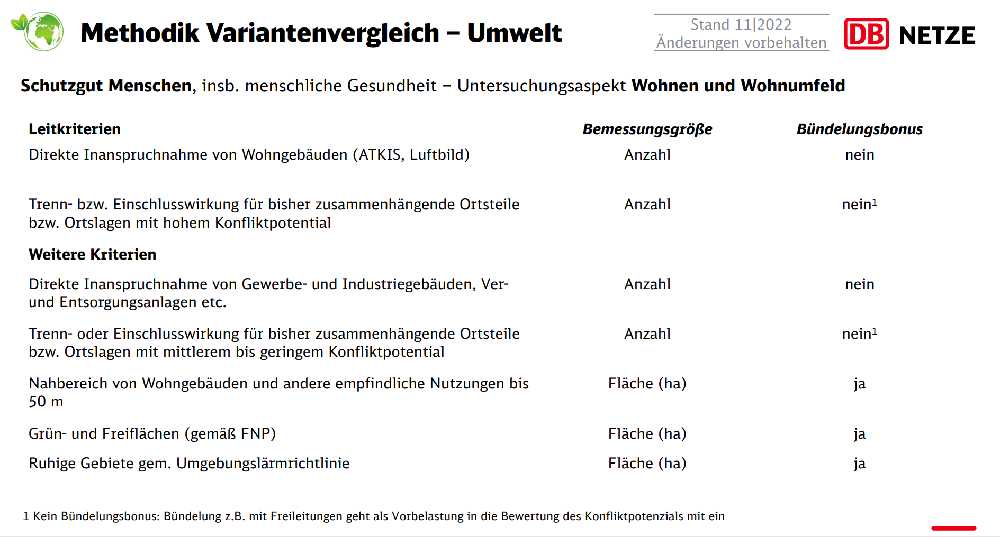 Methodik Variantenvergleich – Umwelt
Stand 11|2022
Änderungen vorbehalten
DB NETZE
Schutzgut Menschen, insb. menschliche Gesundheit – Untersuchungsaspekt Wohnen und Wohnumfeld
Leitkriterien Bemessungsgröße Bündelungsbonus
Direkte Inanspruchnahme von Wohngebäuden (ATKIS, Luftbild) Anzahl nein
Trenn- bzw. Einschlusswirkung für bisher zusammenhängende Ortsteile Anzahl nein¹
bzw. Ortslagen mit hohem Konfliktpotential
Weitere Kriterien
Direkte Inanspruchnahme von Gewerbe- und Industriegebäuden, Ver- Anzahl nein
und Entsorgungsanlagen etc.
Trenn- oder Einschlusswirkung für bisher zusammenhängende Ortsteile Anzahl nein¹
bzw. Ortslagen mit mittlerem bis geringem Konfliktpotential
Nahbereich von Wohngebäuden und andere empfindliche Nutzungen bis Fläche (ha) ja
50 m
Grün- und Freiflächen (gemäß FNP) Fläche (ha) ja
Ruhige Gebiete gem. Umgebungslärmrichtlinie Fläche (ha) ja
1 Kein Bündelungsbonus: Bündelung z.B. mit Freileitungen geht als Vorbelastung in die Bewertung des Konfliktpotenzials mit ein